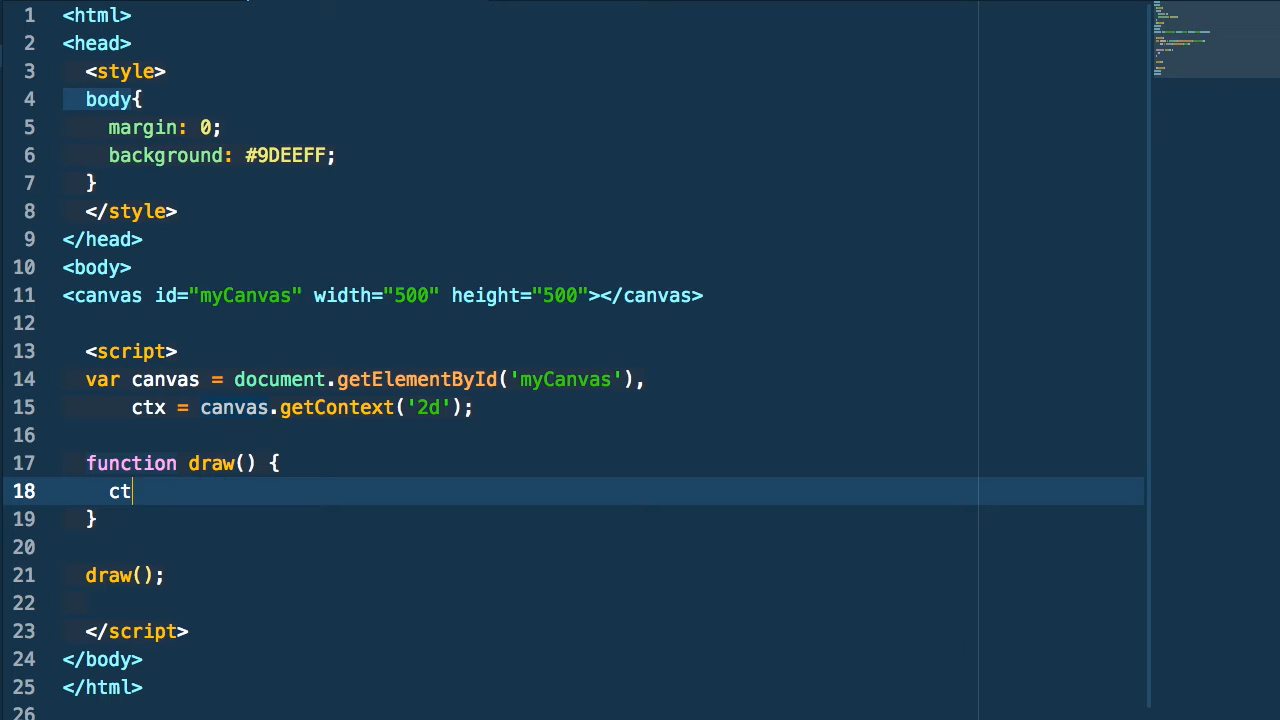 1 <html>
2 <head>
3 <style>
4 body{
5 margin: 0;
6 background: #9DEEFF;
7 }
8 </style>
9 </head>
10 <body>
11 <canvas id="myCanvas" width="500" height="500"></canvas>
12
13 <script>
14 var canvas = document.getElementById('myCanvas'),
15 ctx = canvas.getContext('2d');
16
17 function draw() {
18 ct
19 }
20
21 draw();
22
23 </script>
24 </body>
25 </html>
26